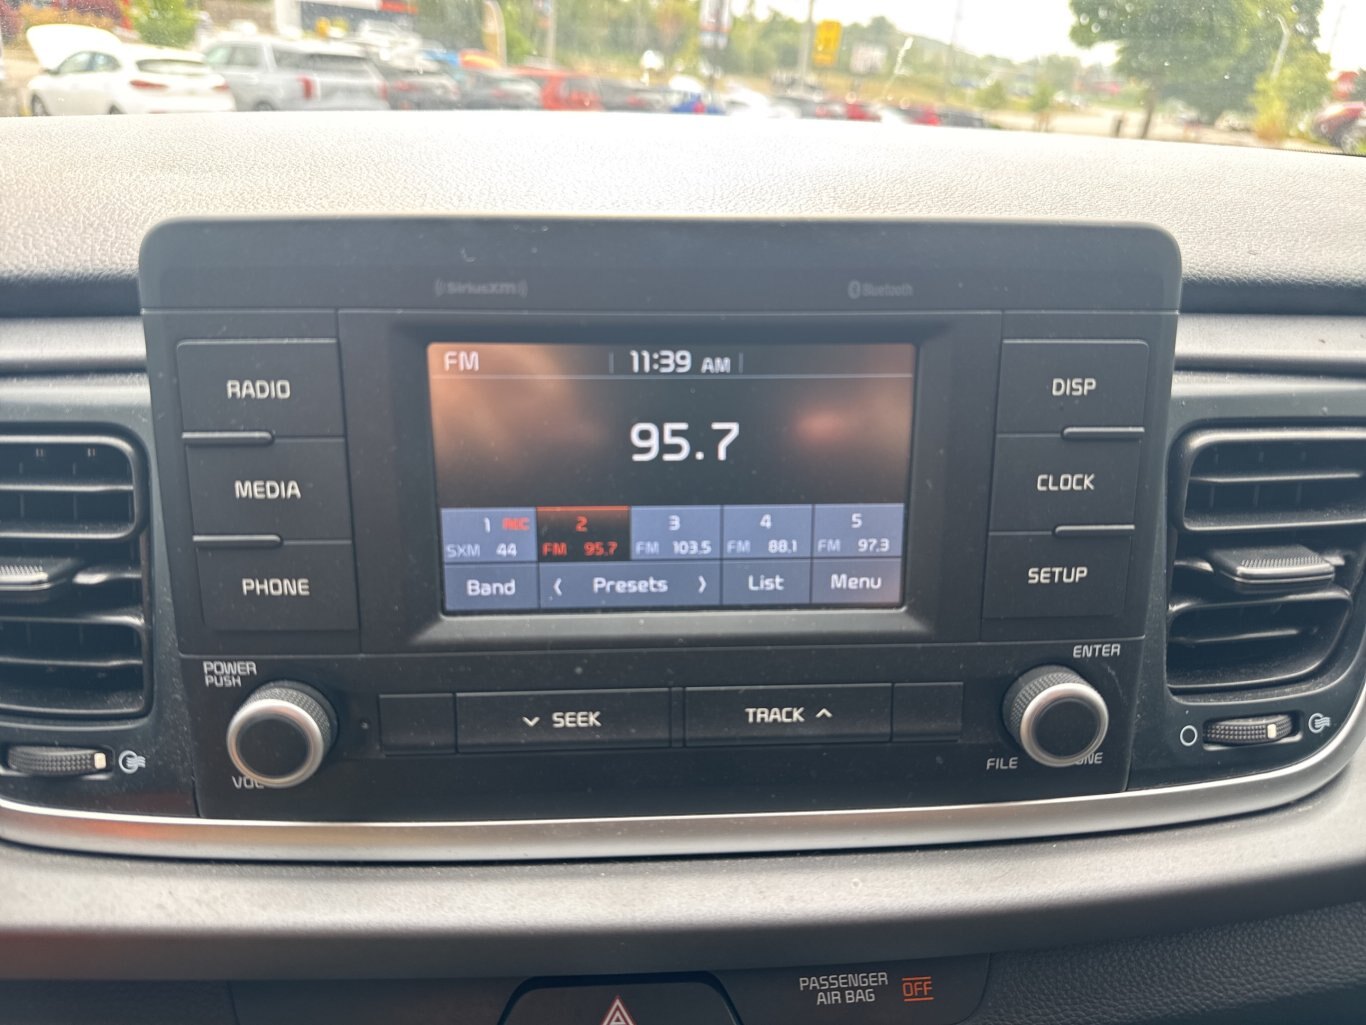 ((SiriusXM))
Bluetooth
RADIO
MEDIA
PHONE
FM 11:39 AM
95.7
1
SXM 44
2
FM 95.7
3
FM 103.5
4
FM 88.1
5
FM 97.3
Band
< Presets >
List
Menu
DISP
CLOCK
SETUP
POWER
PUSH
VOL
SEEK
TRACK
ENTER
FILE
PASSENGER
AIR BAG
OFF